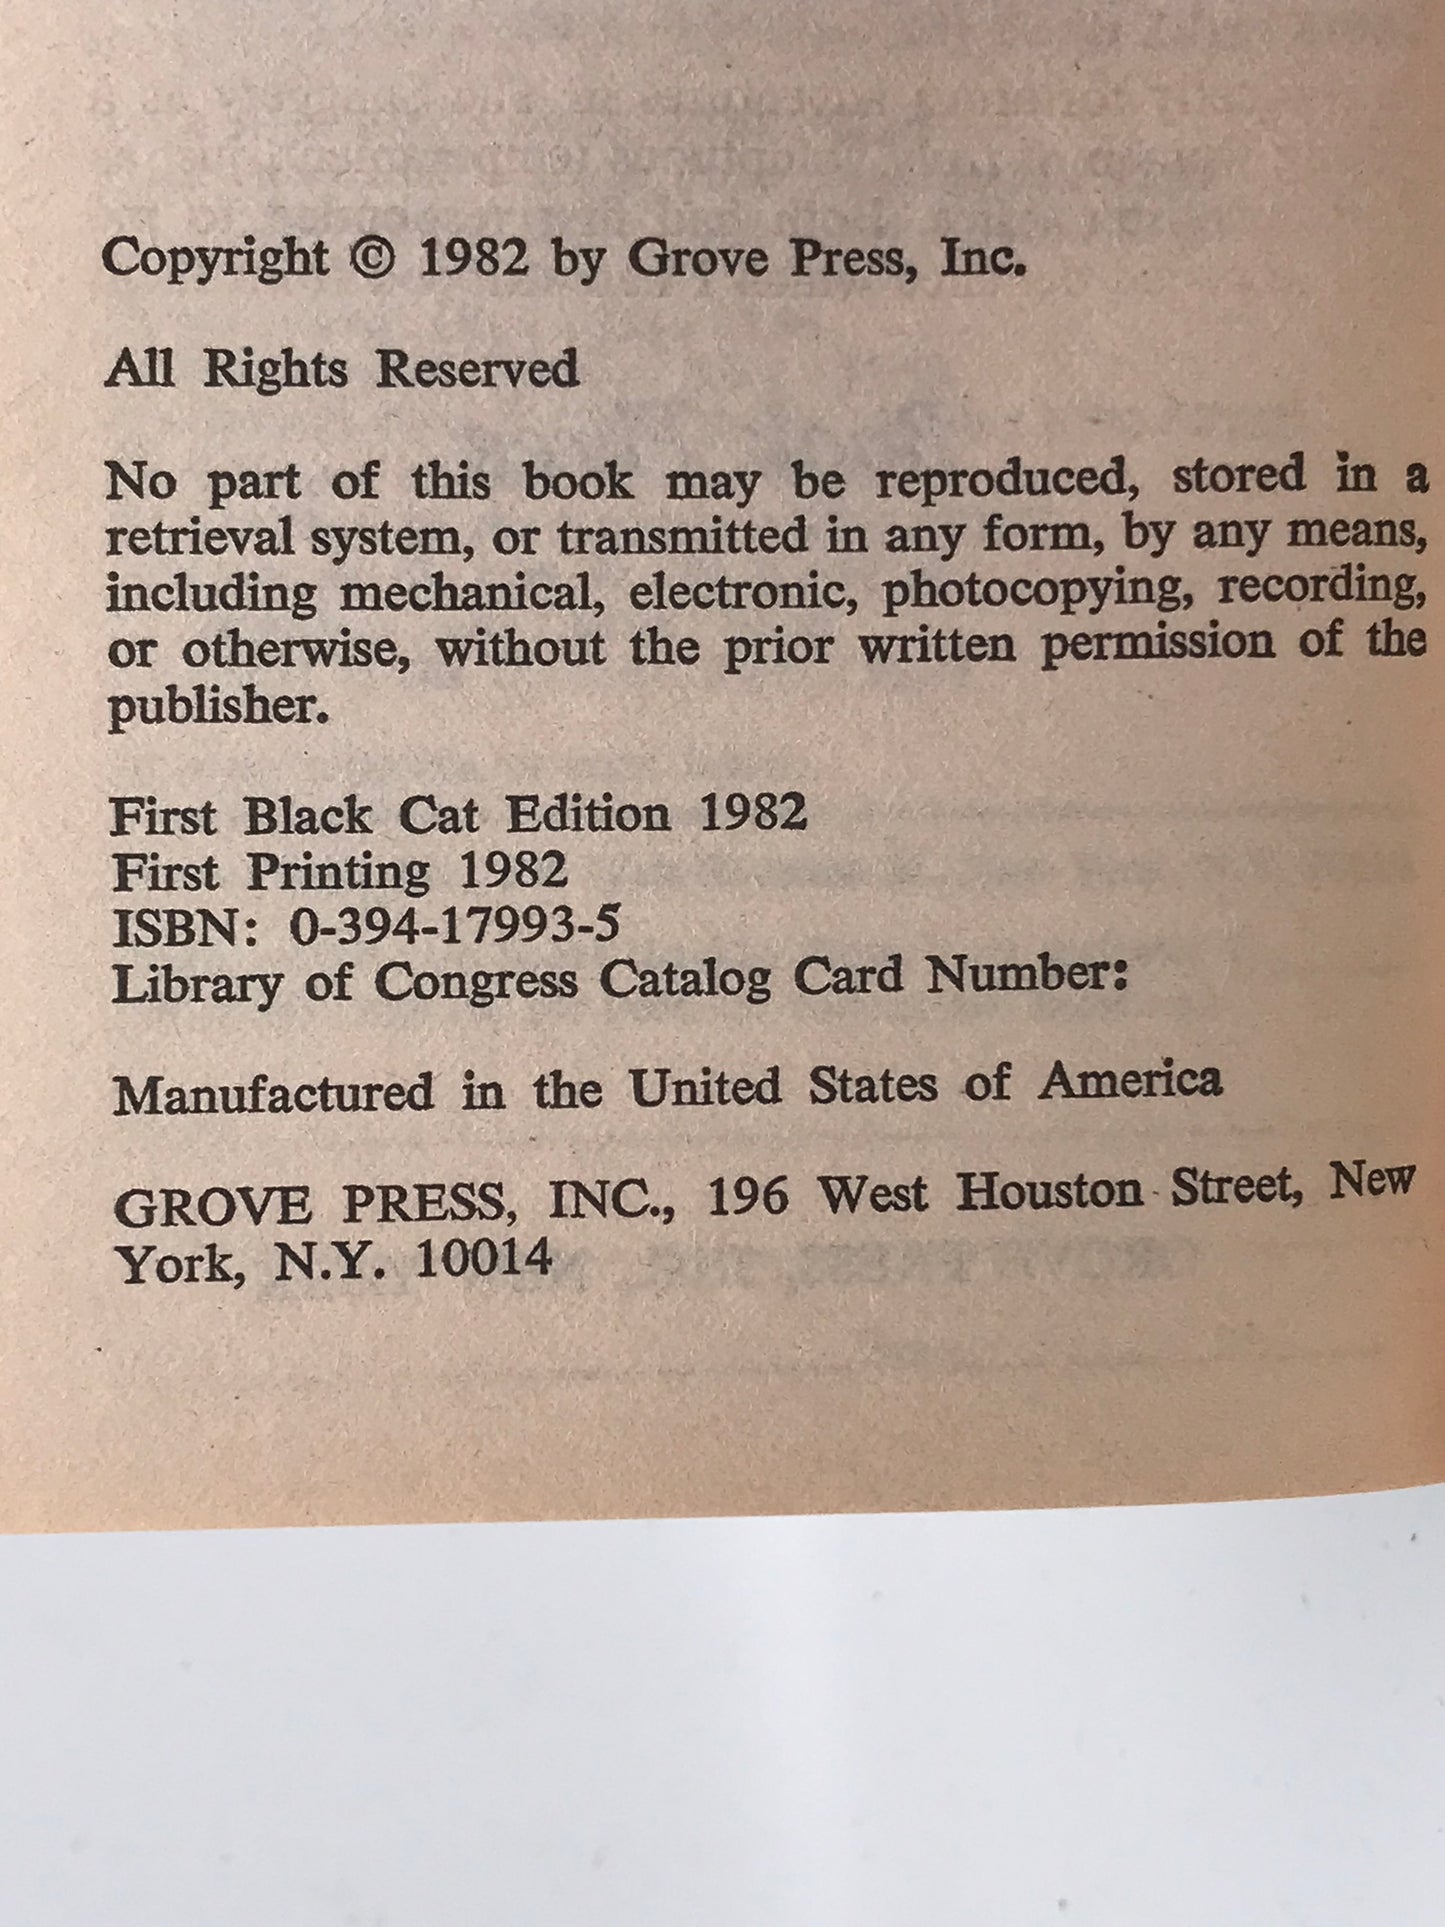 Copyright © 1982 by Grove Press, Inc.
All Rights Reserved
No part of this book may be reproduced, stored in a
retrieval system, or transmitted in any form, by any means,
including mechanical, electronic, photocopying, recording,
or otherwise, without the prior written permission of the
publisher.
First Black Cat Edition 1982
First Printing 1982
ISBN: 0-394-17993-5
Library of Congress Catalog Card Number:
Manufactured in the United States of America
GROVE PRESS, INC., 196 West Houston Street, New
York, N.Y. 10014